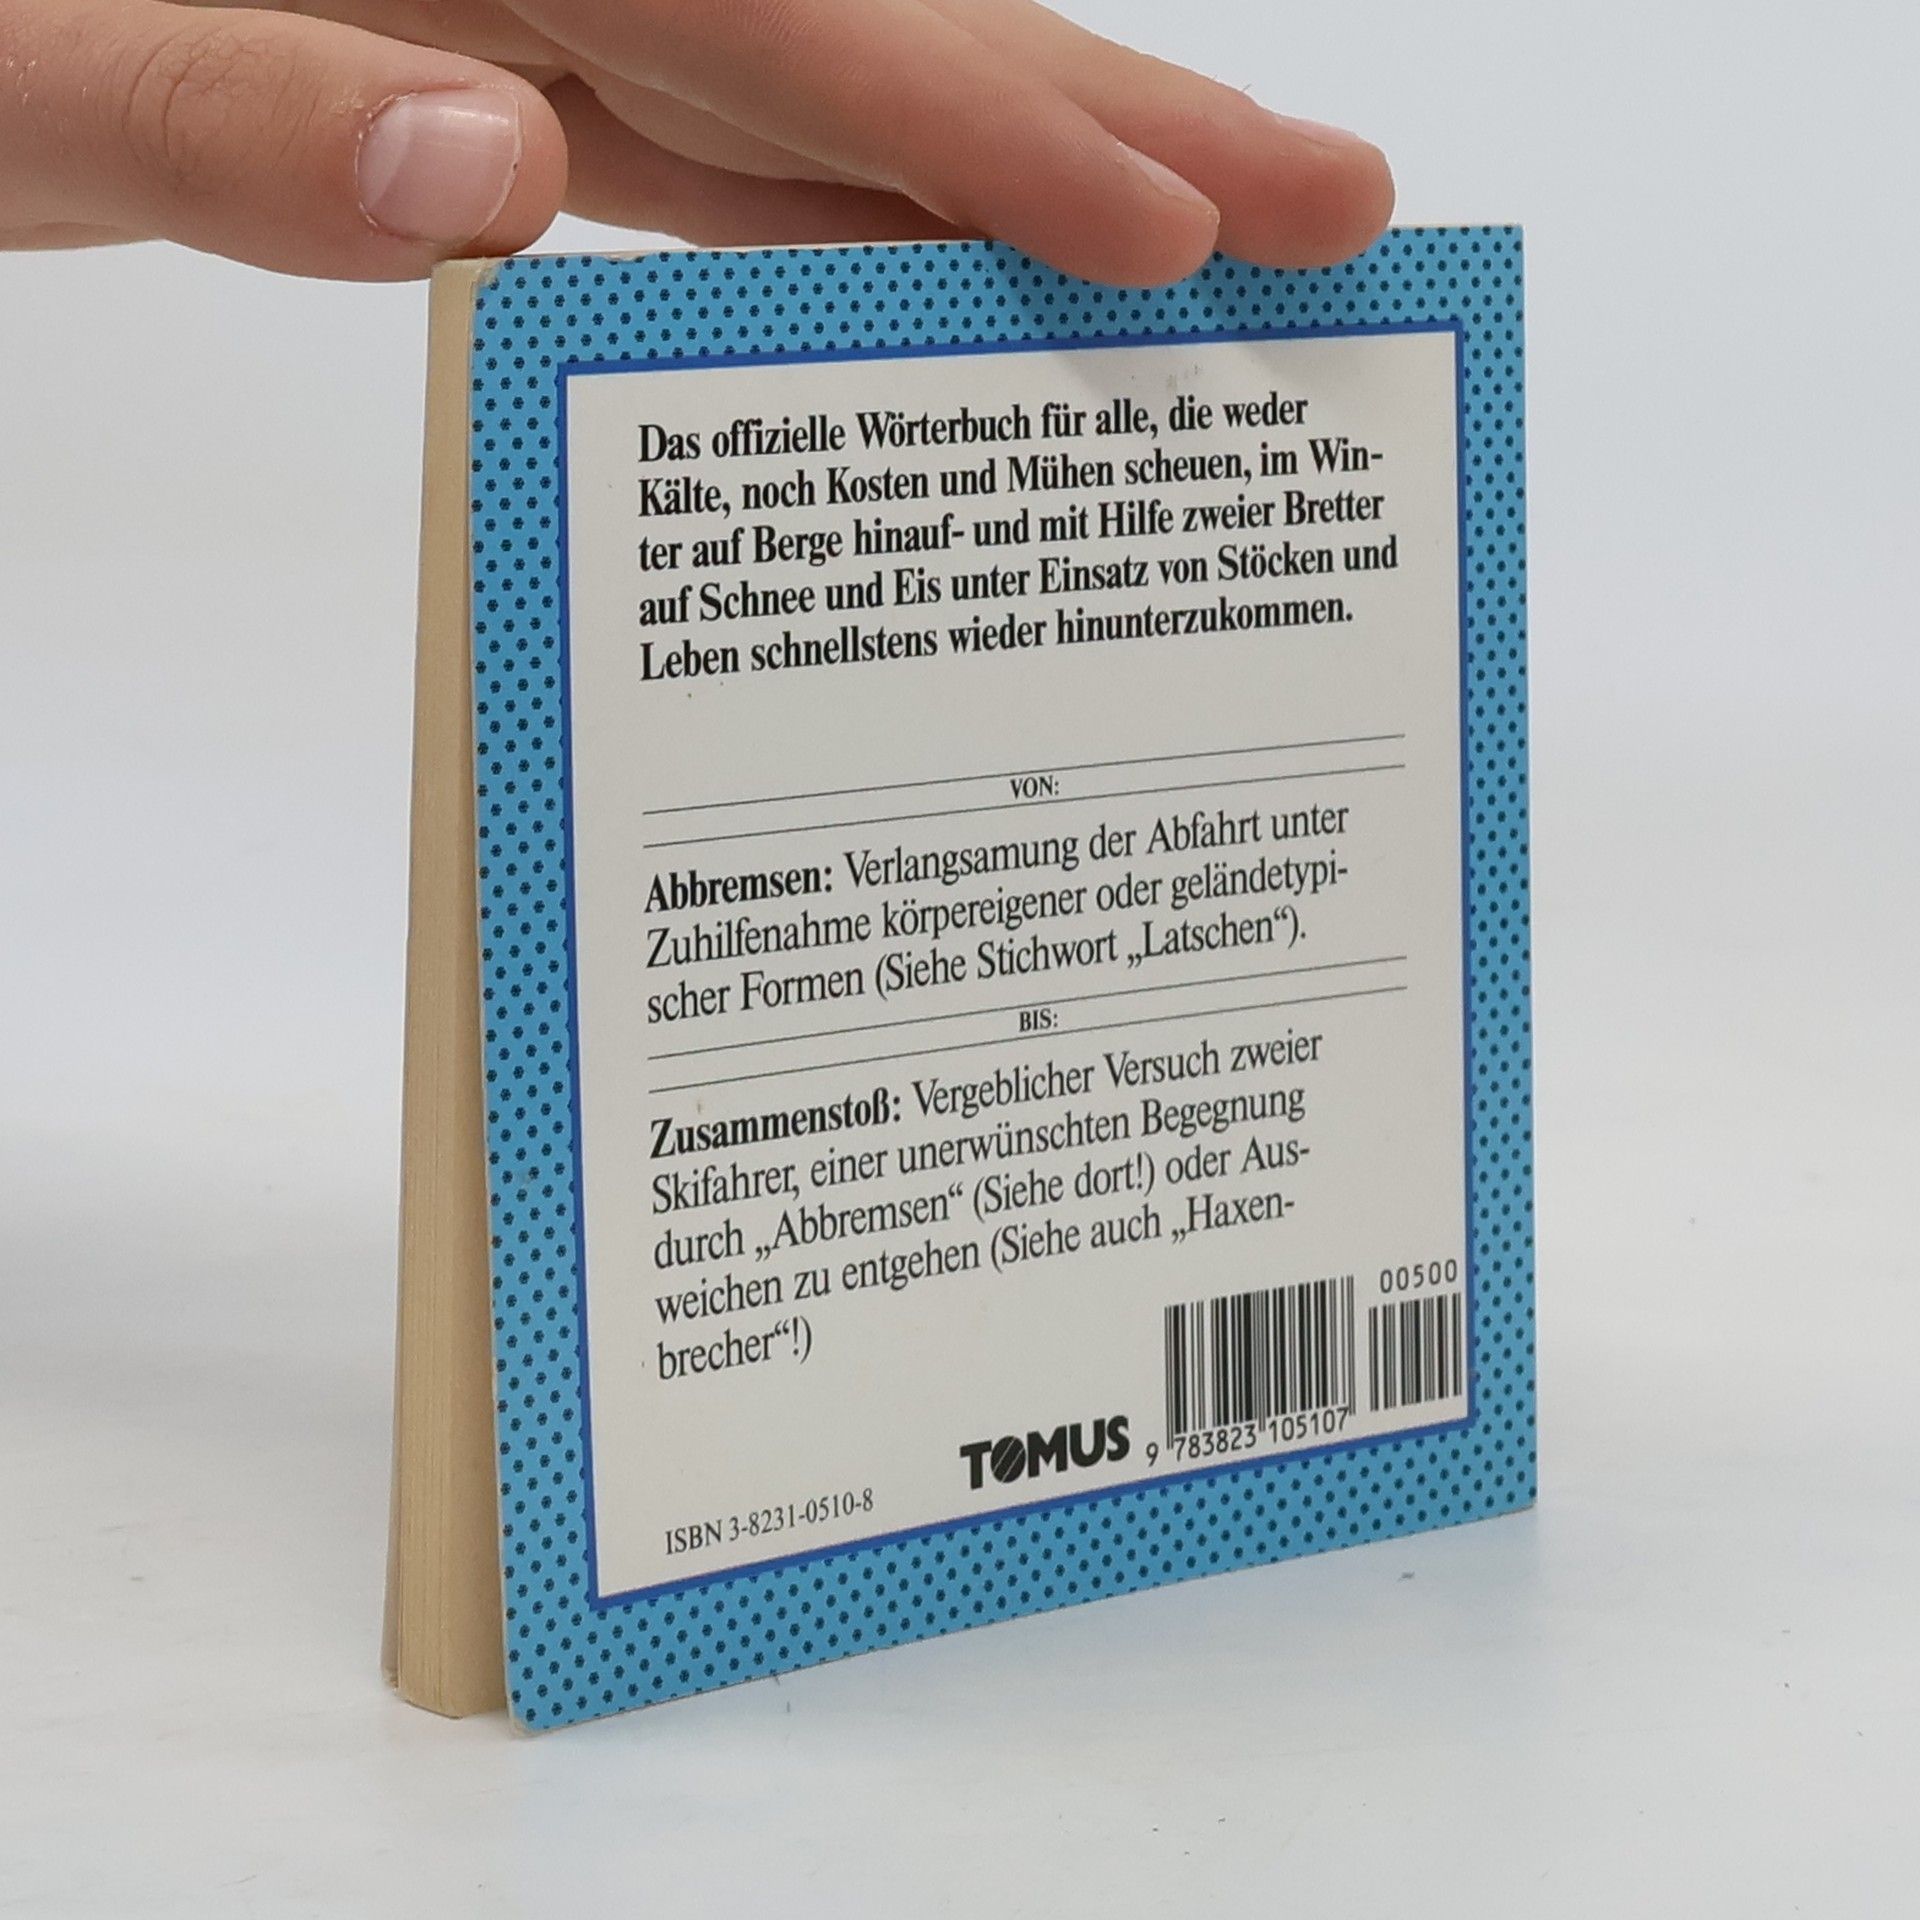 Das offizielle Wörterbuch für alle, die weder
Kälte, noch Kosten und Mühen scheuen, im Win-
ter auf Berge hinauf- und mit Hilfe zweier Bretter
auf Schnee und Eis unter Einsatz von Stöcken und
Leben schnellstens wieder hinunterzukommen.
VON:
Abbremsen: Verlangsamung der Abfahrt unter
Zuhilfenahme körpereigener oder geländetypi-
scher Formen (Siehe Stichwort „Latschen“).
BIS:
Zusammenstoß: Vergeblicher Versuch zweier
Skifahrer, einer unerwünschten Begegnung
durch „Abbremsen“ (Siehe dort!) oder Aus-
weichen zu entgehen (Siehe auch „Haxen-
brecher“!)
00500
9 783823 105107
TOMUS
ISBN 3-8231-0510-8